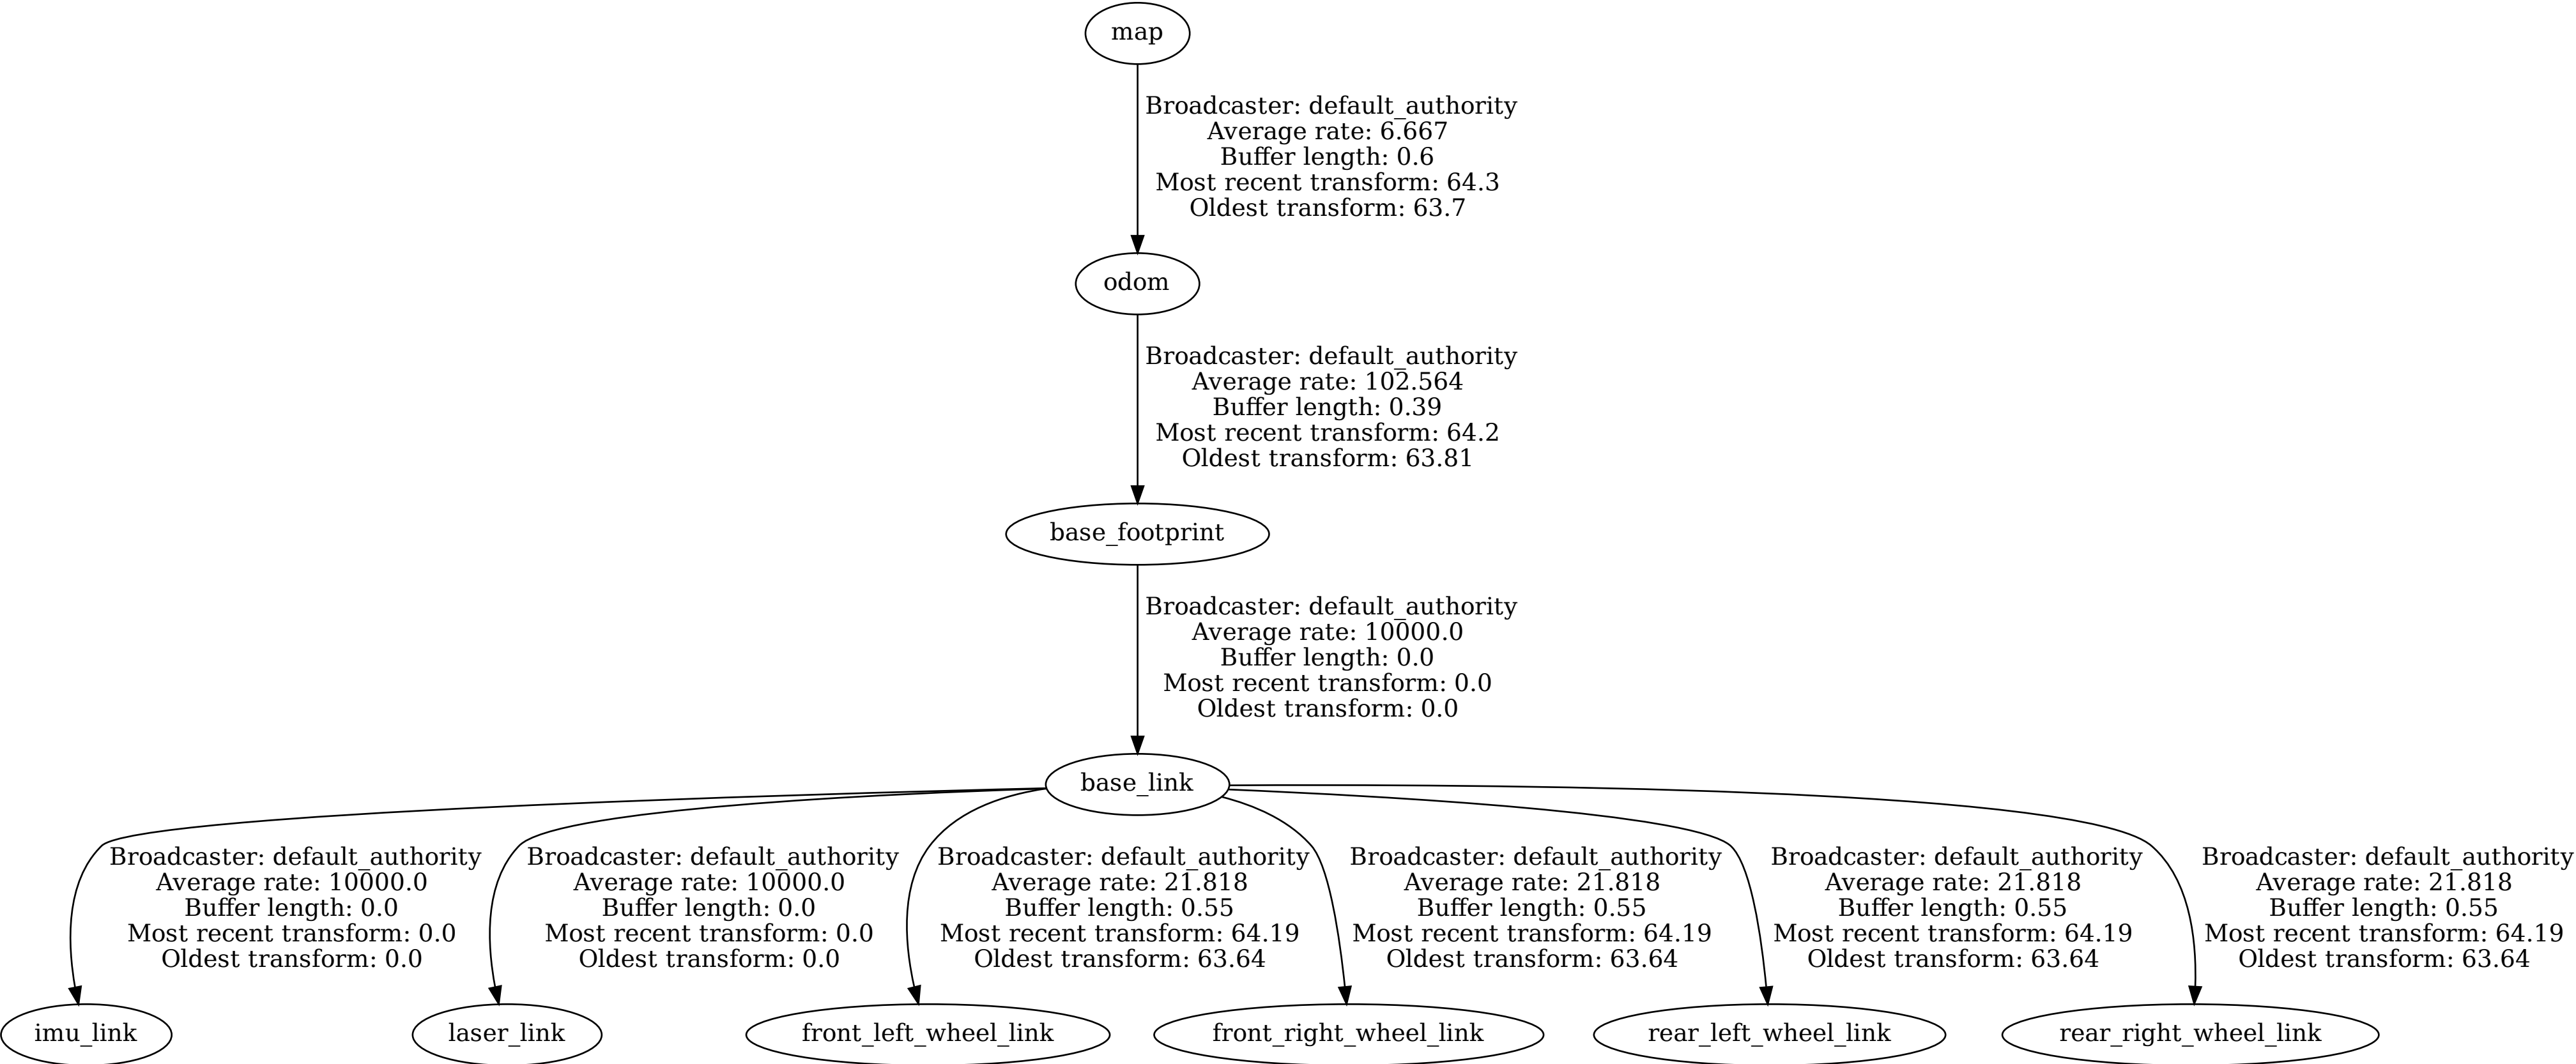 map
Broadcaster: default_authority
Average rate: 6.667
Buffer length: 0.6
Most recent transform: 64.3
Oldest transform: 63.7
odom
Broadcaster: default_authority
Average rate: 102.564
Buffer length: 0.39
Most recent transform: 64.2
Oldest transform: 63.81
base_footprint
Broadcaster: default_authority
Average rate: 10000.0
Buffer length: 0.0
Most recent transform: 0.0
Oldest transform: 0.0
base_link
Broadcaster: default_authority
Average rate: 10000.0
Buffer length: 0.0
Most recent transform: 0.0
Oldest transform: 0.0
Broadcaster: default_authority
Average rate: 10000.0
Buffer length: 0.0
Most recent transform: 0.0
Oldest transform: 0.0
Broadcaster: default_authority
Average rate: 21.818
Buffer length: 0.55
Most recent transform: 64.19
Oldest transform: 63.64
Broadcaster: default_authority
Average rate: 21.818
Buffer length: 0.55
Most recent transform: 64.19
Oldest transform: 63.64
Broadcaster: default_authority
Average rate: 21.818
Buffer length: 0.55
Most recent transform: 64.19
Oldest transform: 63.64
Broadcaster: default_authority
Average rate: 21.818
Buffer length: 0.55
Most recent transform: 64.19
Oldest transform: 63.64
imu_link
laser_link
front_left_wheel_link
front_right_wheel_link
rear_left_wheel_link
rear_right_wheel_link